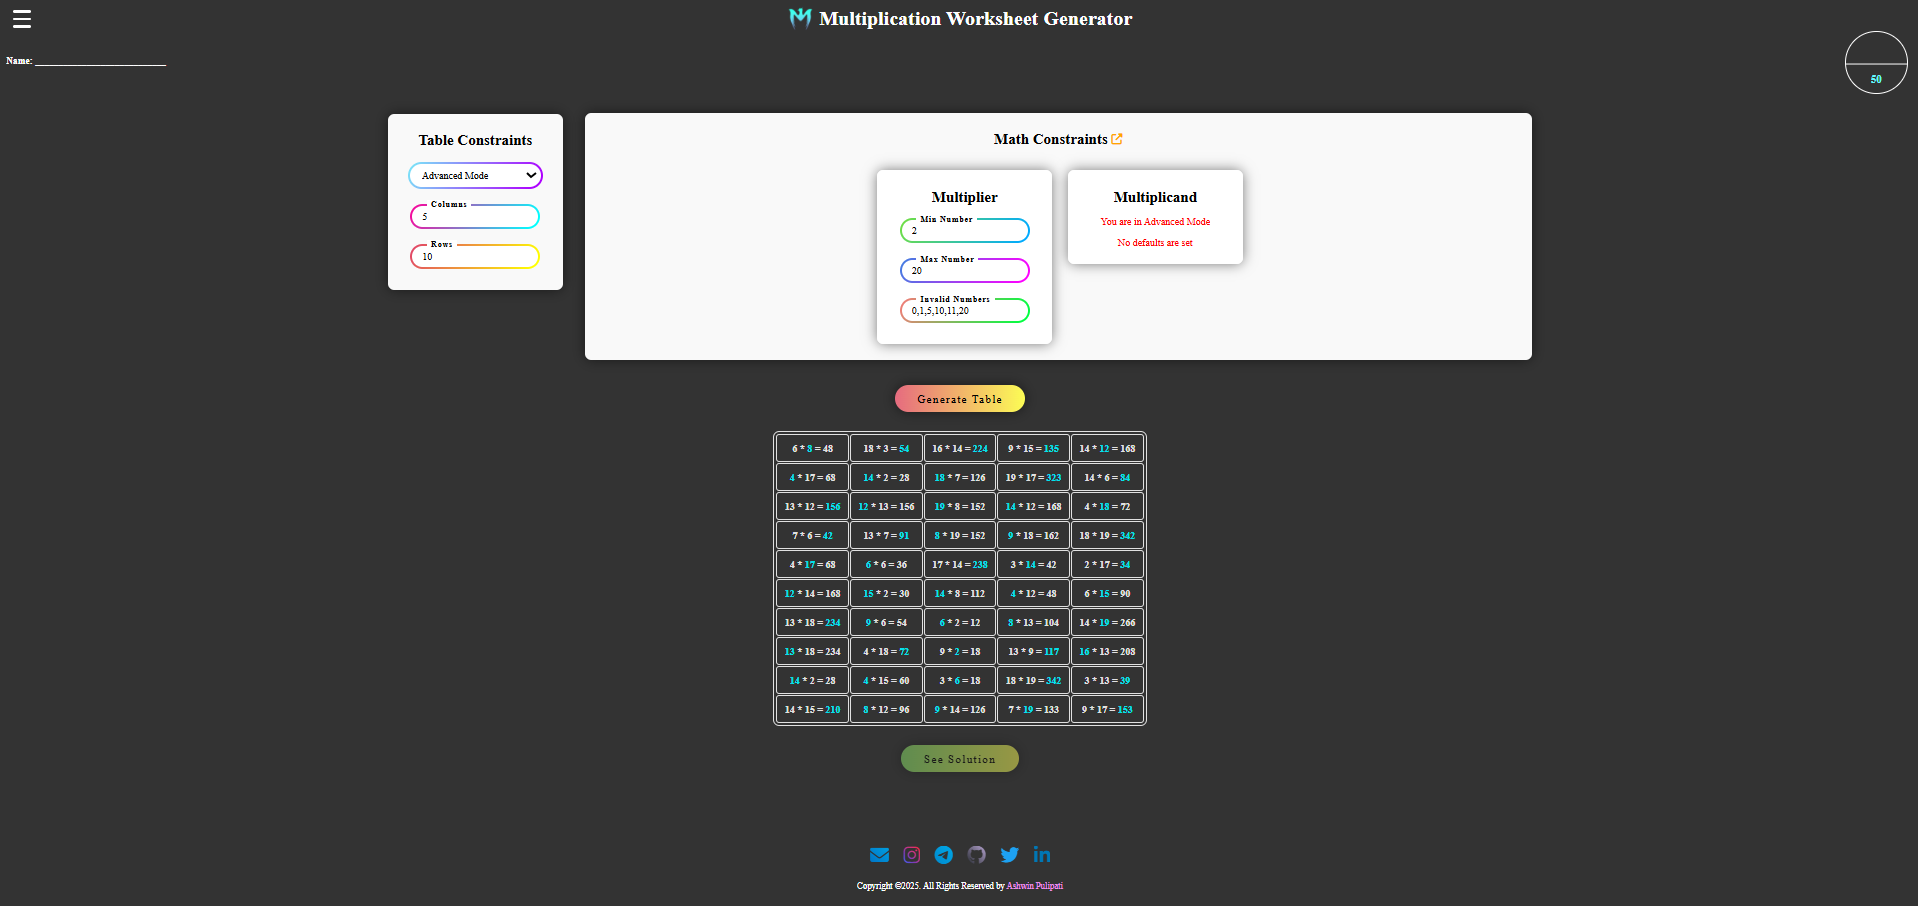 Multiplication Worksheet Generator
Name: ___________________________
50
Table Constraints
Advanced Mode
Columns
5
Rows
10
Math Constraints
Multiplier
Min Number
2
Max Number
20
Invalid Numbers
0,1,5,10,11,20
Multiplicand
You are in Advanced Mode
No defaults are set
Generate Table
6 * 8 = 48 18 * 3 = 54 16 * 14 = 224 9 * 15 = 135 14 * 12 = 168
4 * 17 = 68 14 * 2 = 28 18 * 7 = 126 19 * 17 = 323 14 * 6 = 84
13 * 12 = 156 12 * 13 = 156 19 * 8 = 152 14 * 12 = 168 4 * 18 = 72
7 * 6 = 42 13 * 7 = 91 8 * 19 = 152 9 * 18 = 162 18 * 19 = 342
4 * 17 = 68 6 * 6 = 36 17 * 14 = 238 3 * 14 = 42 2 * 17 = 34
12 * 14 = 168 15 * 2 = 30 14 * 8 = 112 4 * 12 = 48 6 * 15 = 90
13 * 18 = 234 9 * 6 = 54 6 * 2 = 12 8 * 13 = 104 14 * 19 = 266
13 * 18 = 234 4 * 18 = 72 9 * 2 = 18 13 * 9 = 117 16 * 13 = 208
14 * 2 = 28 4 * 15 = 60 3 * 6 = 18 18 * 19 = 342 3 * 13 = 39
14 * 15 = 210 8 * 12 = 96 9 * 14 = 126 7 * 19 = 133 9 * 17 = 153
See Solution
Copyright ©2025. All Rights Reserved by Ashwin Pulipati